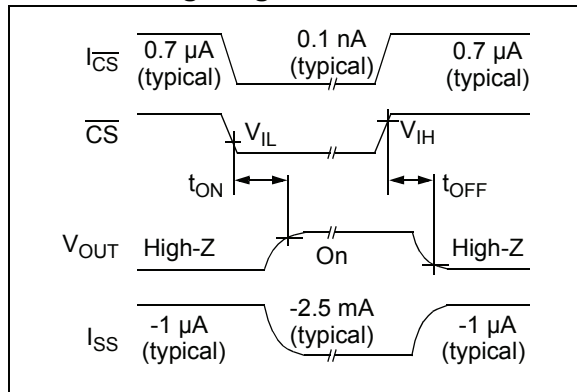 I_CS̅ 0.7 µA (typical) 0.1 nA (typical) 0.7 µA (typical)
C̅S̅ V_IL V_IH
t_ON t_OFF
V_OUT High-Z On High-Z
I_SS -1 µA (typical) -2.5 mA (typical) -1 µA (typical)